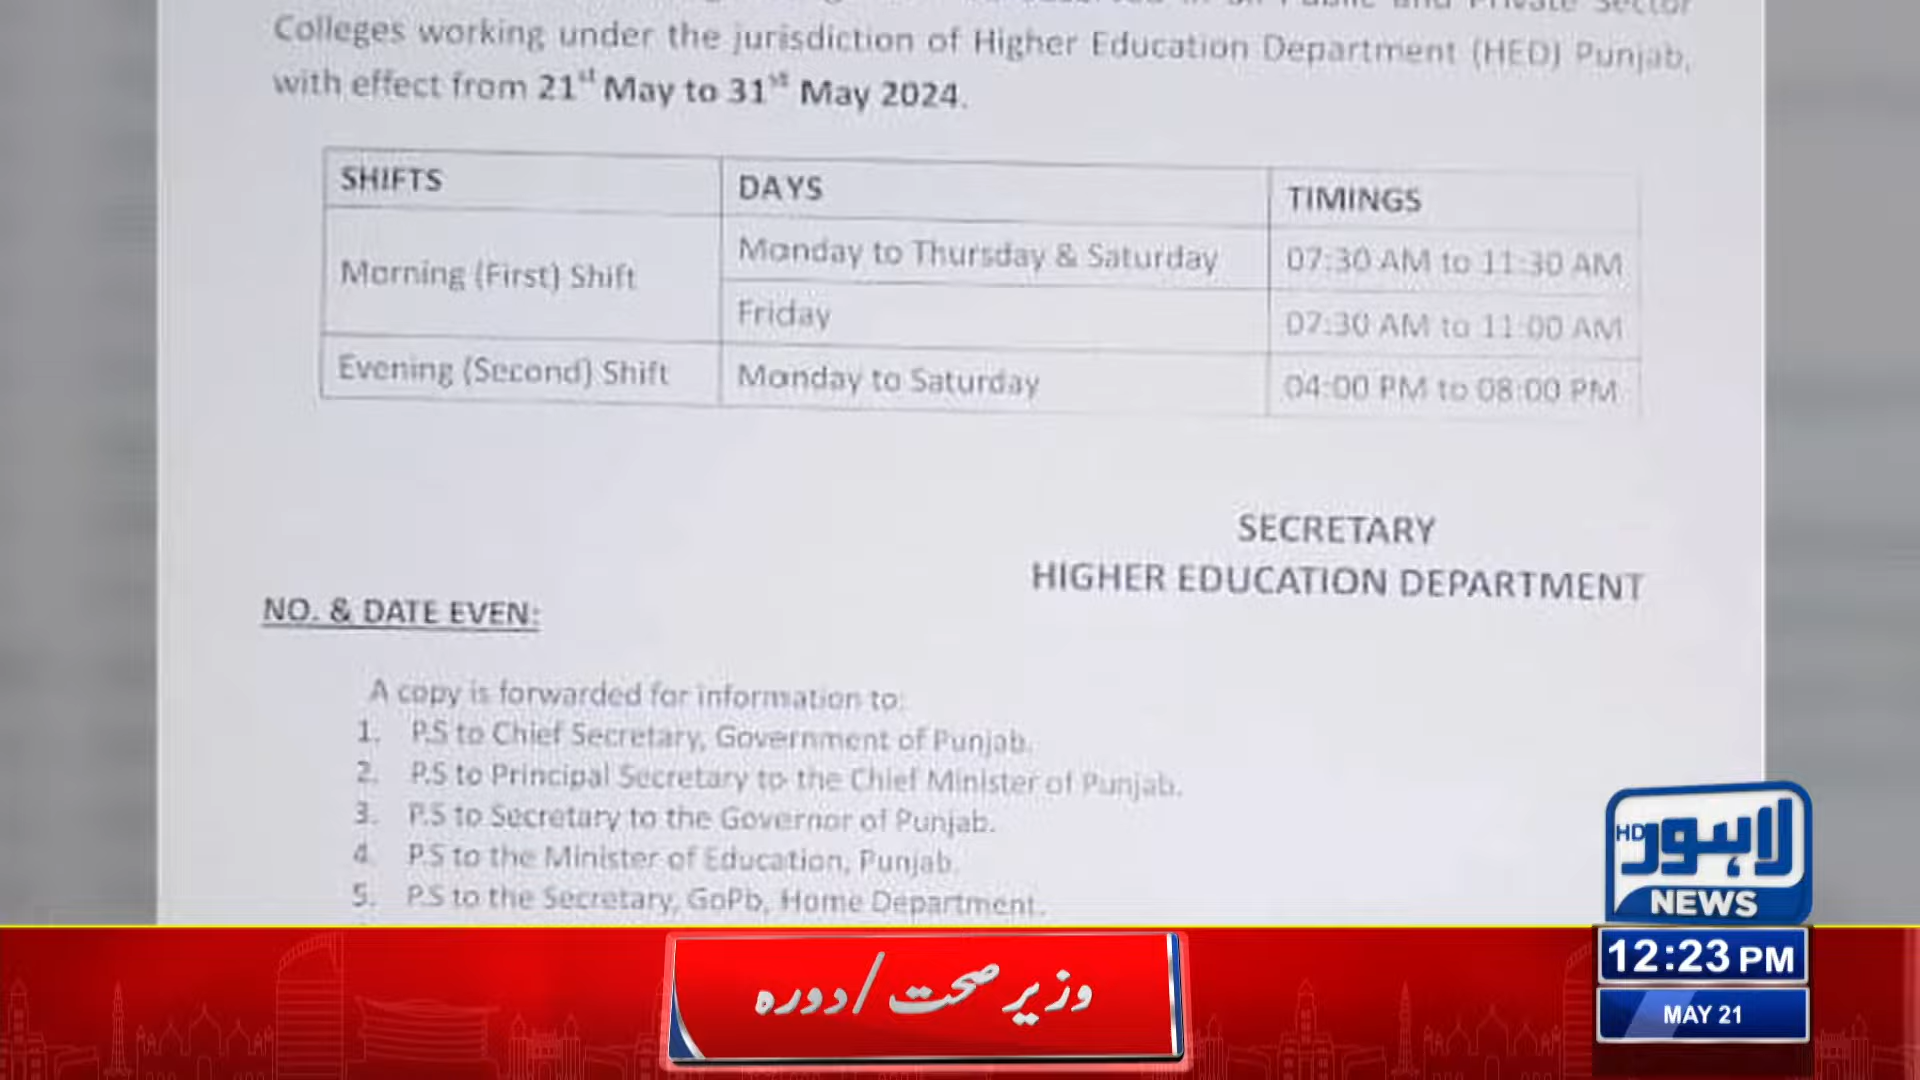 Colleges working under the jurisdiction of Higher Education Department (HED) Punjab,
with effect from 21st May to 31st May 2024.
SHIFTS DAYS TIMINGS
Morning (First) Shift Monday to Thursday & Saturday 07:30 AM to 11:30 AM
Friday 07:30 AM to 11:00 AM
Evening (Second) Shift Monday to Saturday 04:00 PM to 08:00 PM
SECRETARY
HIGHER EDUCATION DEPARTMENT
NO. & DATE EVEN:
A copy is forwarded for information to:
1. P.S to Chief Secretary, Government of Punjab.
2. P.S to Principal Secretary to the Chief Minister of Punjab.
3. P.S to Secretary to the Governor of Punjab.
4. P.S to the Minister of Education, Punjab.
5. P.S to the Secretary, GoPb, Home Department.
لاہور HD
NEWS
12:23 PM
MAY 21
وزیر صحت / دورہ